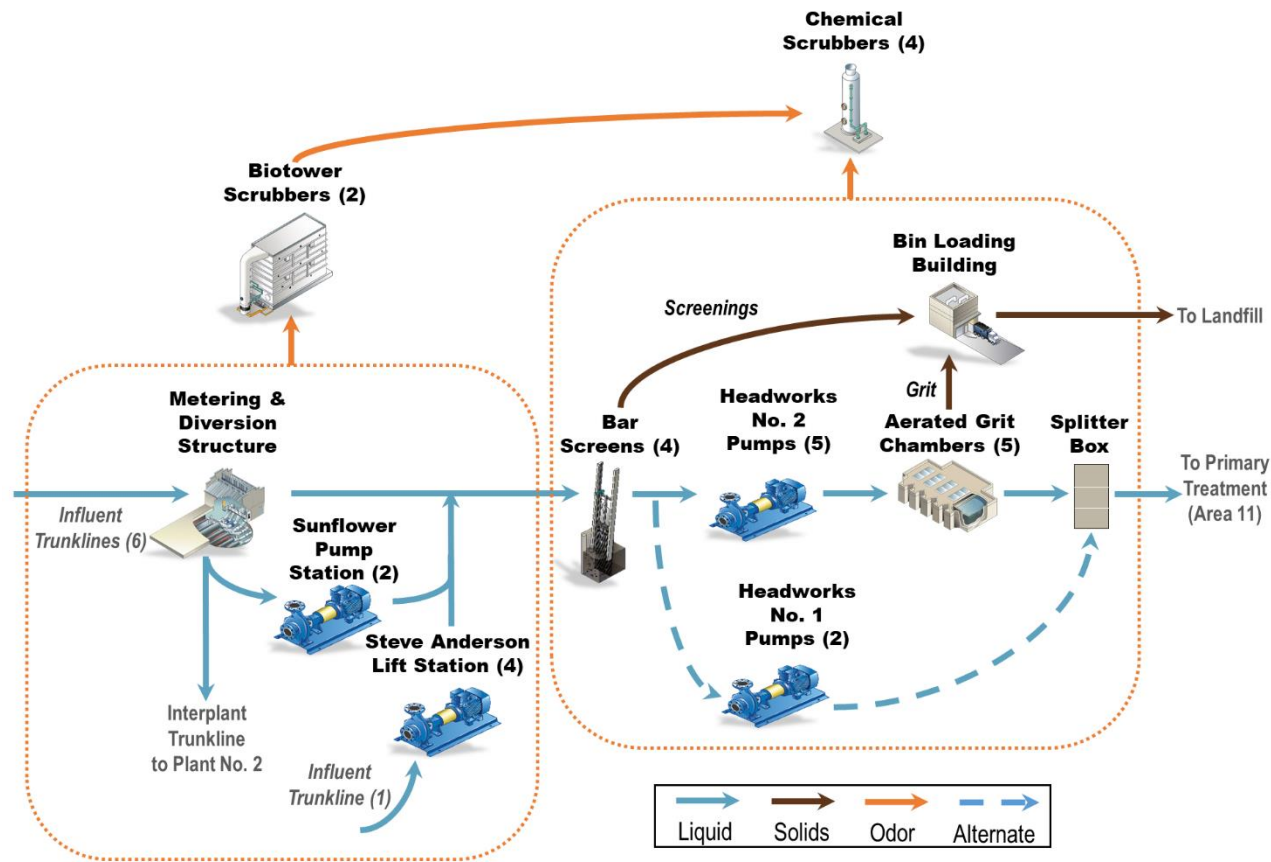 Chemical
Scrubbers (4)
Biotower
Scrubbers (2)
Bin Loading
Building
Screenings
To Landfill
Metering &
Diversion
Structure
Headworks
No. 2
Pumps (5)
Grit
Bar
Screens (4)
Aerated Grit
Chambers (5)
Splitter
Box
To Primary
Treatment
(Area 11)
Influent
Trunklines (6)
Sunflower
Pump
Station (2)
Headworks
No. 1
Pumps (2)
Steve Anderson
Lift Station (4)
Interplant
Trunkline
to Plant No. 2
Influent
Trunkline (1)
Liquid
Solids
Odor
Alternate